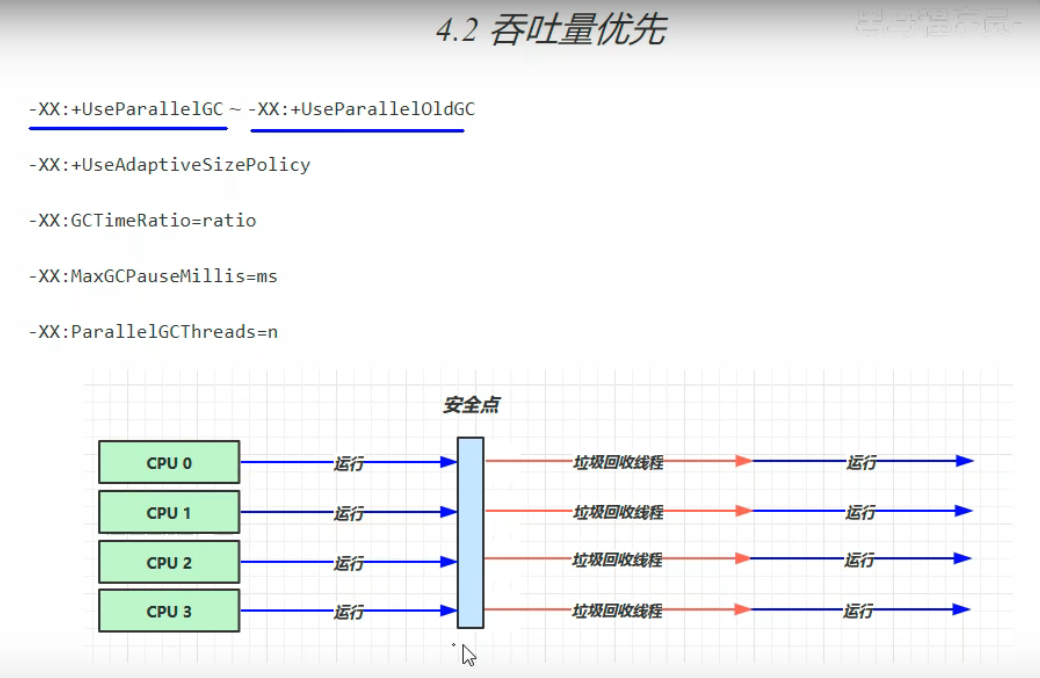 黑马程序员-
4.2 吞吐量优先
-XX:+UseParallelGC ~ -XX:+UseParallelOldGC
-XX:+UseAdaptiveSizePolicy
-XX:GCTimeRatio=ratio
-XX:MaxGCPauseMillis=ms
-XX:ParallelGCThreads=n
安全点
CPU 0 运行 垃圾回收线程 运行
CPU 1 运行 垃圾回收线程 运行
CPU 2 运行 垃圾回收线程 运行
CPU 3 运行 垃圾回收线程 运行